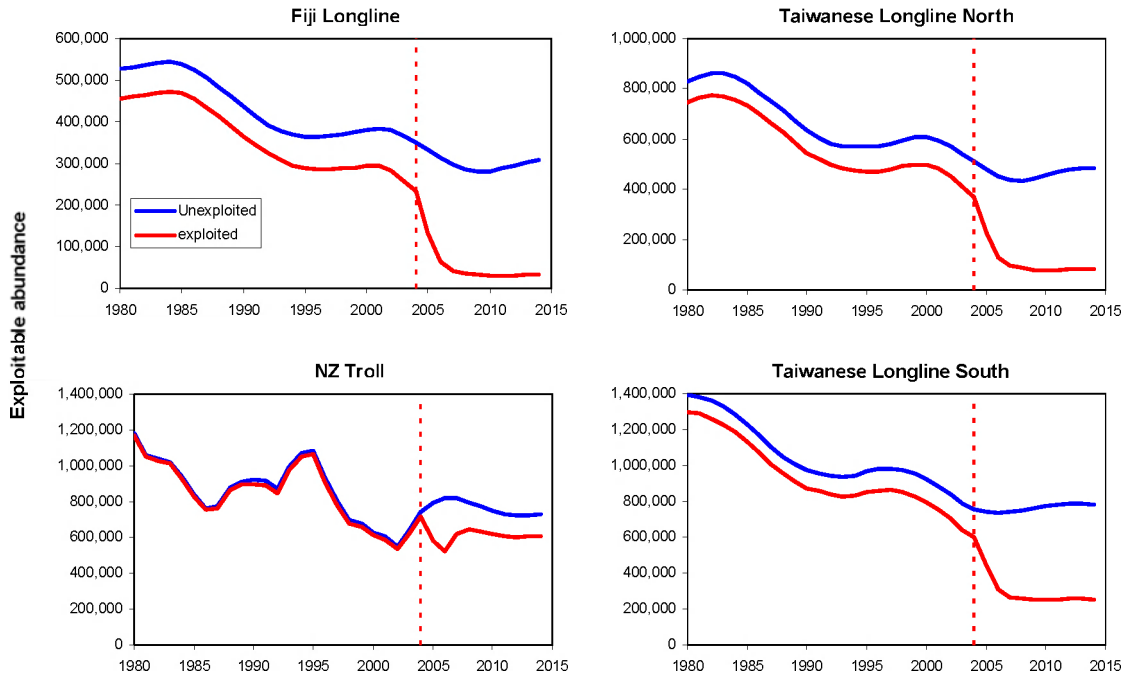 Fiji Longline
600,000
500,000
400,000
300,000
200,000
100,000
0
1980 1985 1990 1995 2000 2005 2010 2015
Unexploited
exploited
Taiwanese Longline North
1,000,000
800,000
600,000
400,000
200,000
0
1980 1985 1990 1995 2000 2005 2010 2015
Exploitable abundance
NZ Troll
1,400,000
1,200,000
1,000,000
800,000
600,000
400,000
200,000
0
1980 1985 1990 1995 2000 2005 2010 2015
Taiwanese Longline South
1,400,000
1,200,000
1,000,000
800,000
600,000
400,000
200,000
0
1980 1985 1990 1995 2000 2005 2010 2015